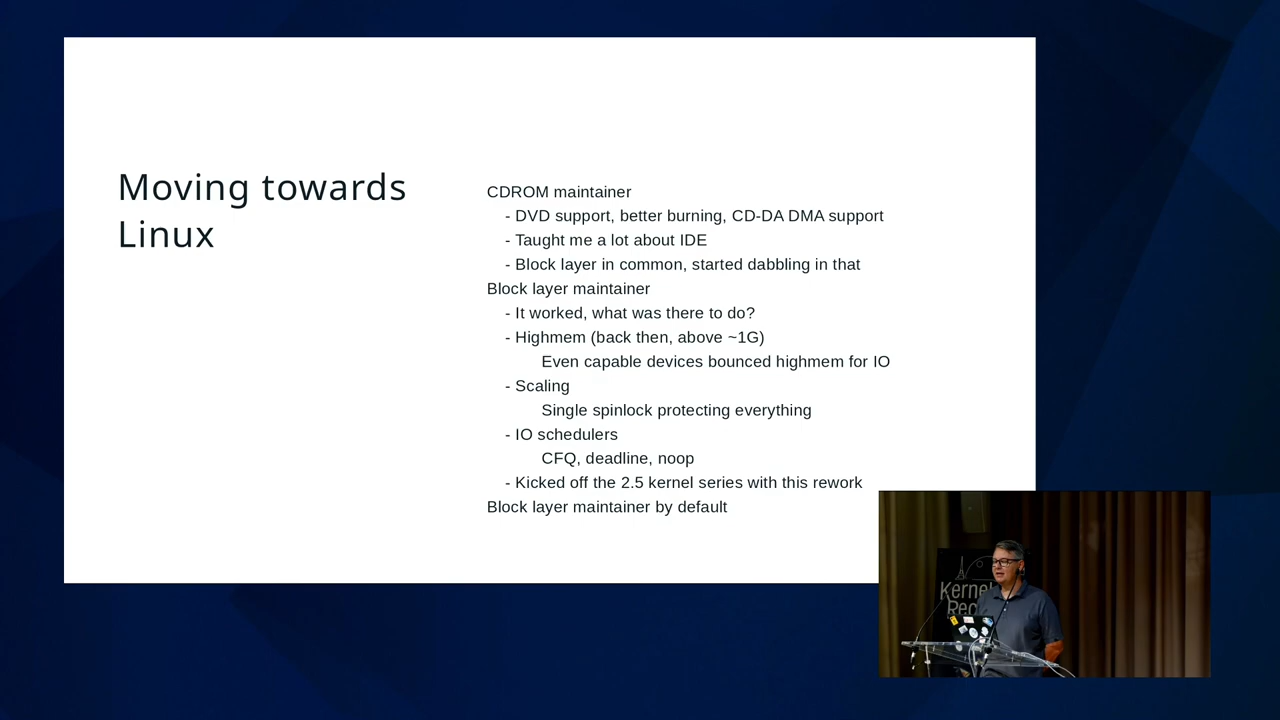 Moving towards
Linux
CDROM maintainer
- DVD support, better burning, CD-DA DMA support
- Taught me a lot about IDE
- Block layer in common, started dabbling in that
Block layer maintainer
- It worked, what was there to do?
- Highmem (back then, above ~1G)
Even capable devices bounced highmem for IO
- Scaling
Single spinlock protecting everything
- IO schedulers
CFQ, deadline, noop
- Kicked off the 2.5 kernel series with this rework
Block layer maintainer by default
Kernel
Rec